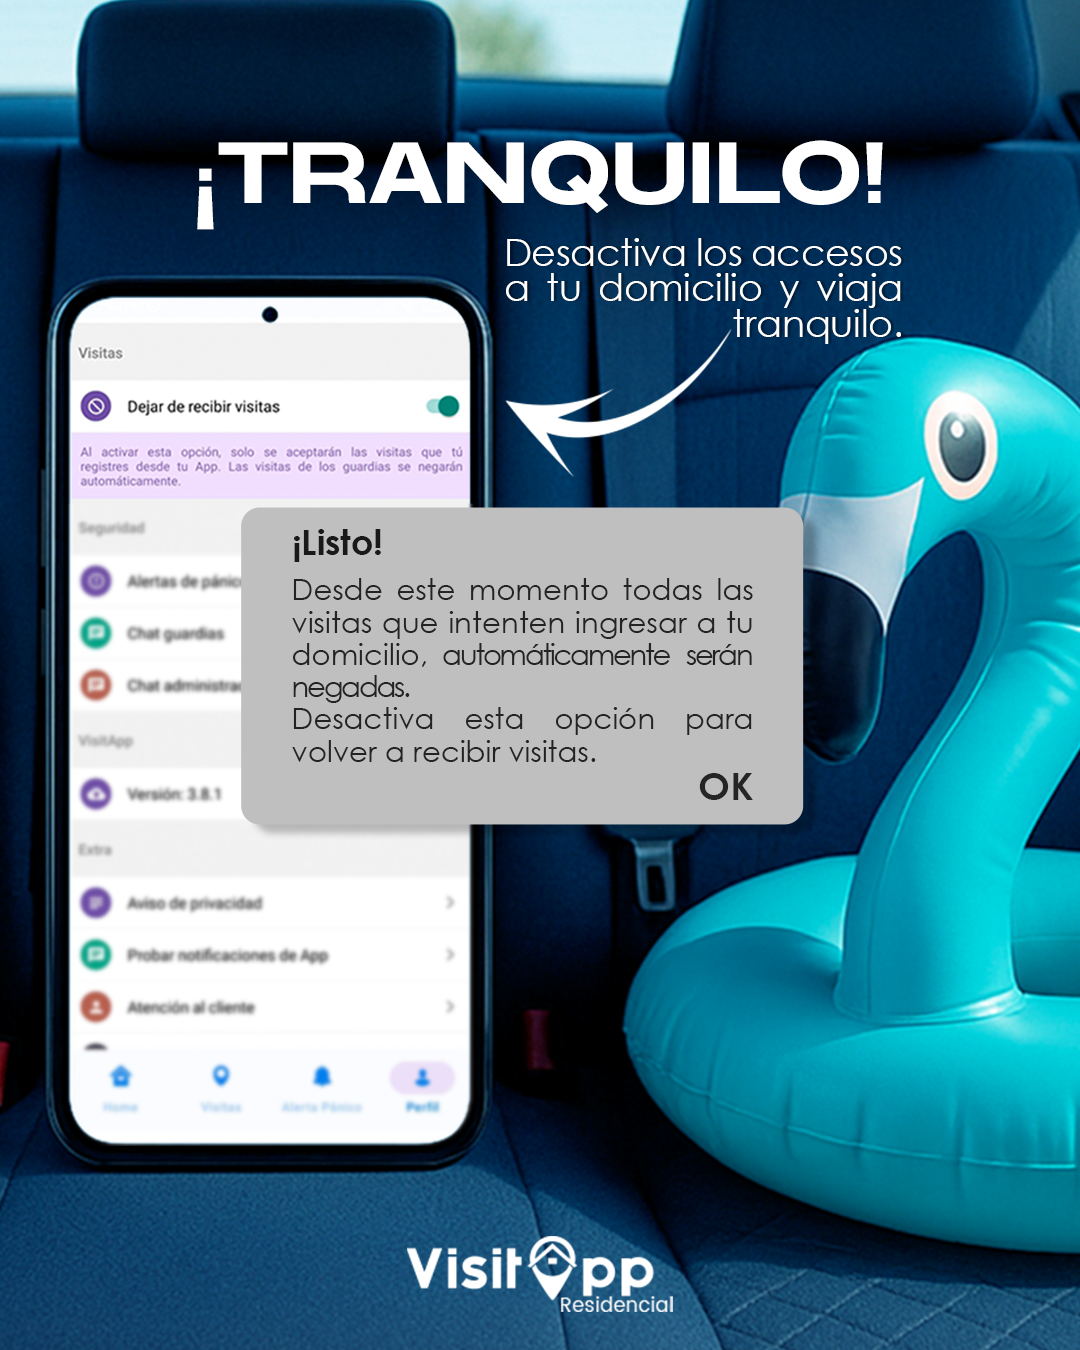 ¡TRANQUILO!
Desactiva los accesos
a tu domicilio y viaja
tranquilo.
Visitas
Dejar de recibir visitas
Al activar esta opción, solo se aceptarán las visitas que tú
registres desde tu App. Las visitas de los guardias se negarán
automáticamente.
Seguridad
Alertas de pánic
Chat guardias
Chat administrac
¡Listo!
Desde este momento todas las
visitas que intenten ingresar a tu
domicilio, automáticamente serán
negadas.
Desactiva esta opción para
volver a recibir visitas.
OK
VisitApp
Versión: 3.8.1
Extra
Aviso de privacidad
Probar notificaciones de App
Atención al cliente
Home
Visitas
Alerta Pánico
Perfil
VisitApp
Residencial